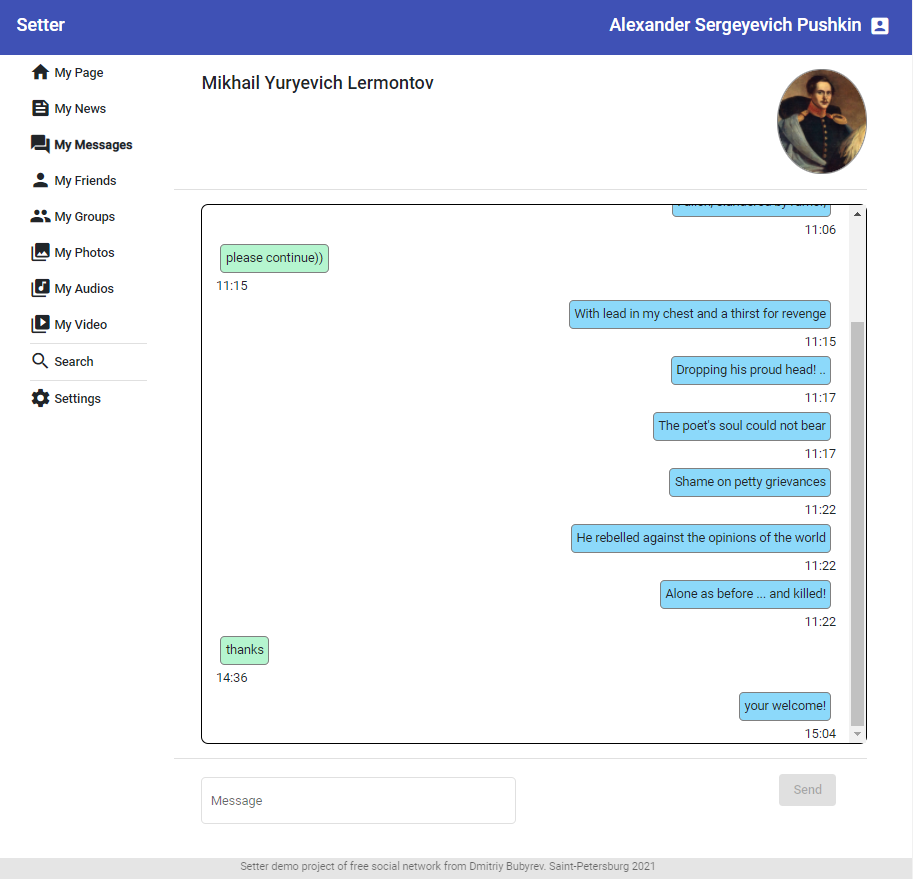 Setter
Alexander Sergeyevich Pushkin
My Page
My News
My Messages
My Friends
My Groups
My Photos
My Audios
My Video
Search
Settings
Mikhail Yuryevich Lermontov
11:06
please continue))
11:15
With lead in my chest and a thirst for revenge
11:15
Dropping his proud head! ..
11:17
The poet's soul could not bear
11:17
Shame on petty grievances
11:22
He rebelled against the opinions of the world
11:22
Alone as before ... and killed!
11:22
thanks
14:36
your welcome!
15:04
Message
Send
Setter demo project of free social network from Dmitriy Bubyrev. Saint-Petersburg 2021